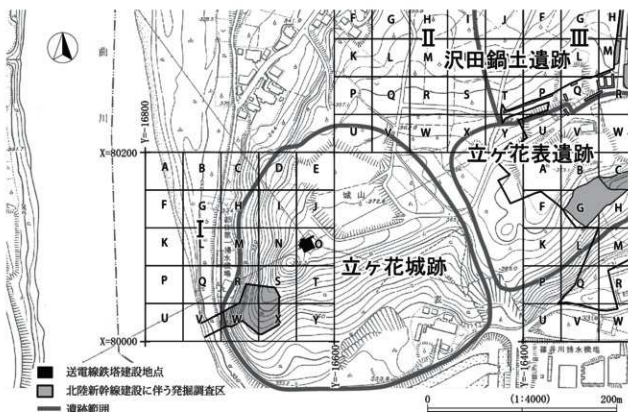 F G H I J F G H
II III
K L M K L M
沢田鍋土遺跡
P Q R S T P Q R
U V W X Y U V W
Y=-16800
X=80200
立ヶ花表遺跡
A B C D E A B C
城山
F G H I J F G H
I
K L M N O K L M
立ヶ花城跡
P Q R S T P Q R
U V W X Y U V W
X=80000
Y=-16600
Y=-16400
送電線鉄塔建設地点
北陸新幹線建設に伴う発掘調査区
遺跡範囲
0 (1:4000) 200m